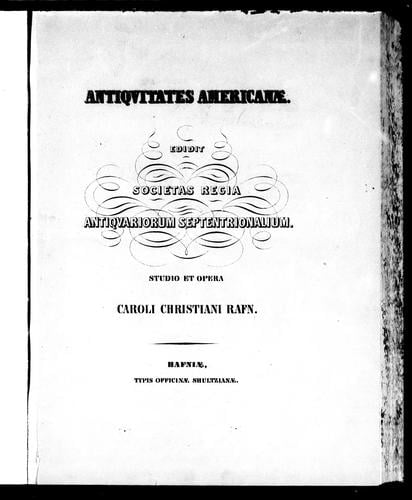 ANTIQVITATES AMERICANÆ.
EDIDIT
SOCIETAS REGIA
ANTIQVARIORUM SEPTENTRIONALIUM.
STUDIO ET OPERA
CAROLI CHRISTIANI RAFN.
HAFNIÆ,
TYPIS OFFICINÆ SHULTZIANÆ.